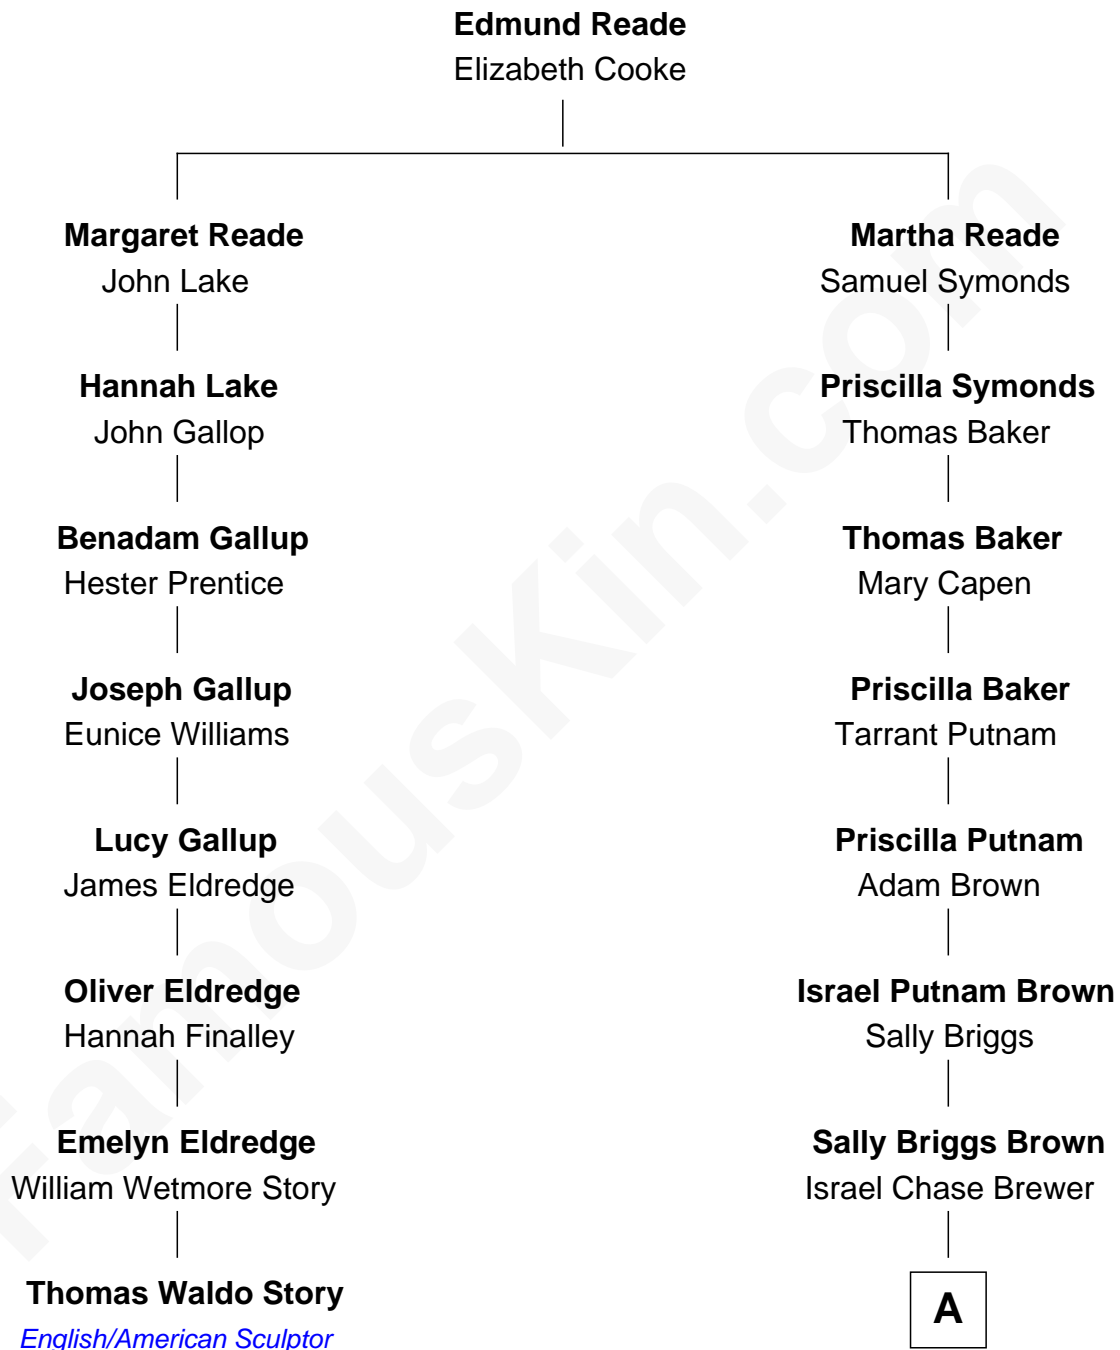 Edmund Reade
Elizabeth Cooke
Margaret Reade
John Lake
Hannah Lake
John Gallop
Benadam Gallup
Hester Prentice
Joseph Gallup
Eunice Williams
Lucy Gallup
James Eldredge
Oliver Eldredge
Hannah Finalley
Emelyn Eldredge
William Wetmore Story
Thomas Waldo Story
English/American Sculptor
Martha Reade
Samuel Symonds
Priscilla Symonds
Thomas Baker
Thomas Baker
Mary Capen
Priscilla Baker
Tarrant Putnam
Priscilla Putnam
Adam Brown
Israel Putnam Brown
Sally Briggs
Sally Briggs Brown
Israel Chase Brewer
A
FamousKin.com